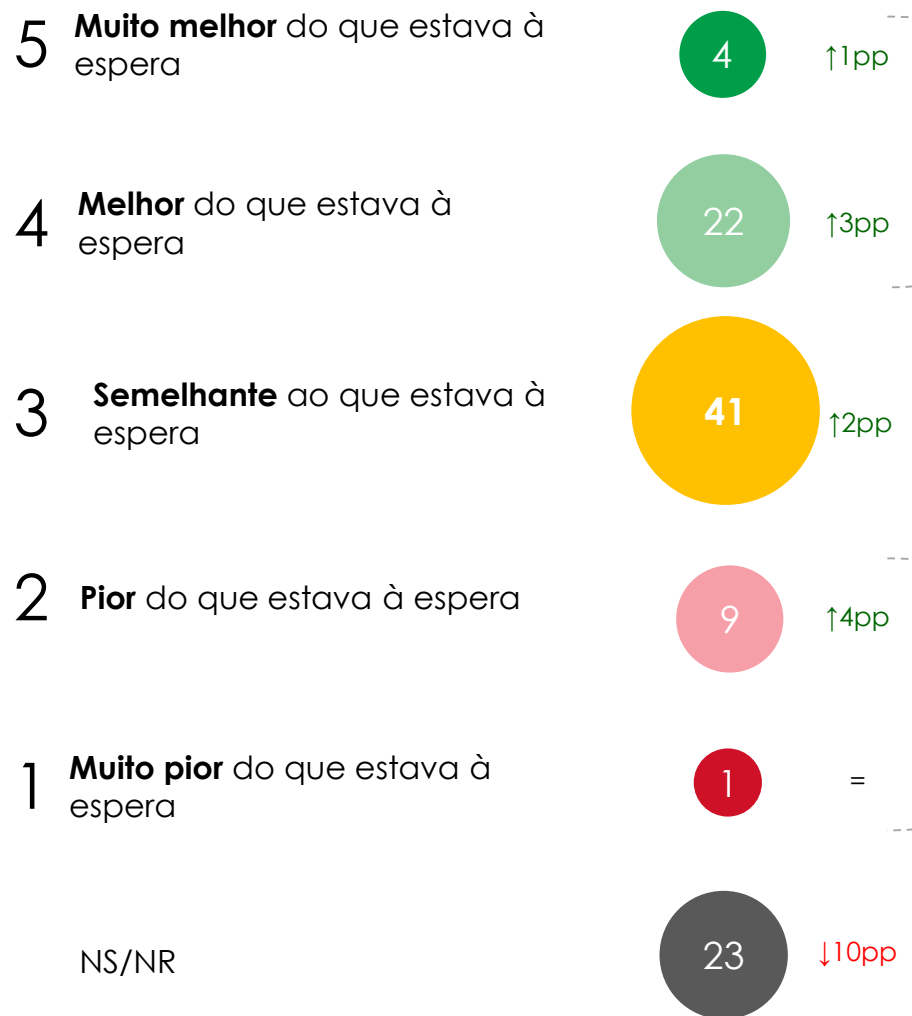 5 Muito melhor do que estava à
espera
4 ↑1pp
4 Melhor do que estava à
espera
22 ↑3pp
3 Semelhante ao que estava à
espera
41 ↑2pp
2 Pior do que estava à espera
9 ↑4pp
1 Muito pior do que estava à
espera
1 =
NS/NR
23 ↓10pp